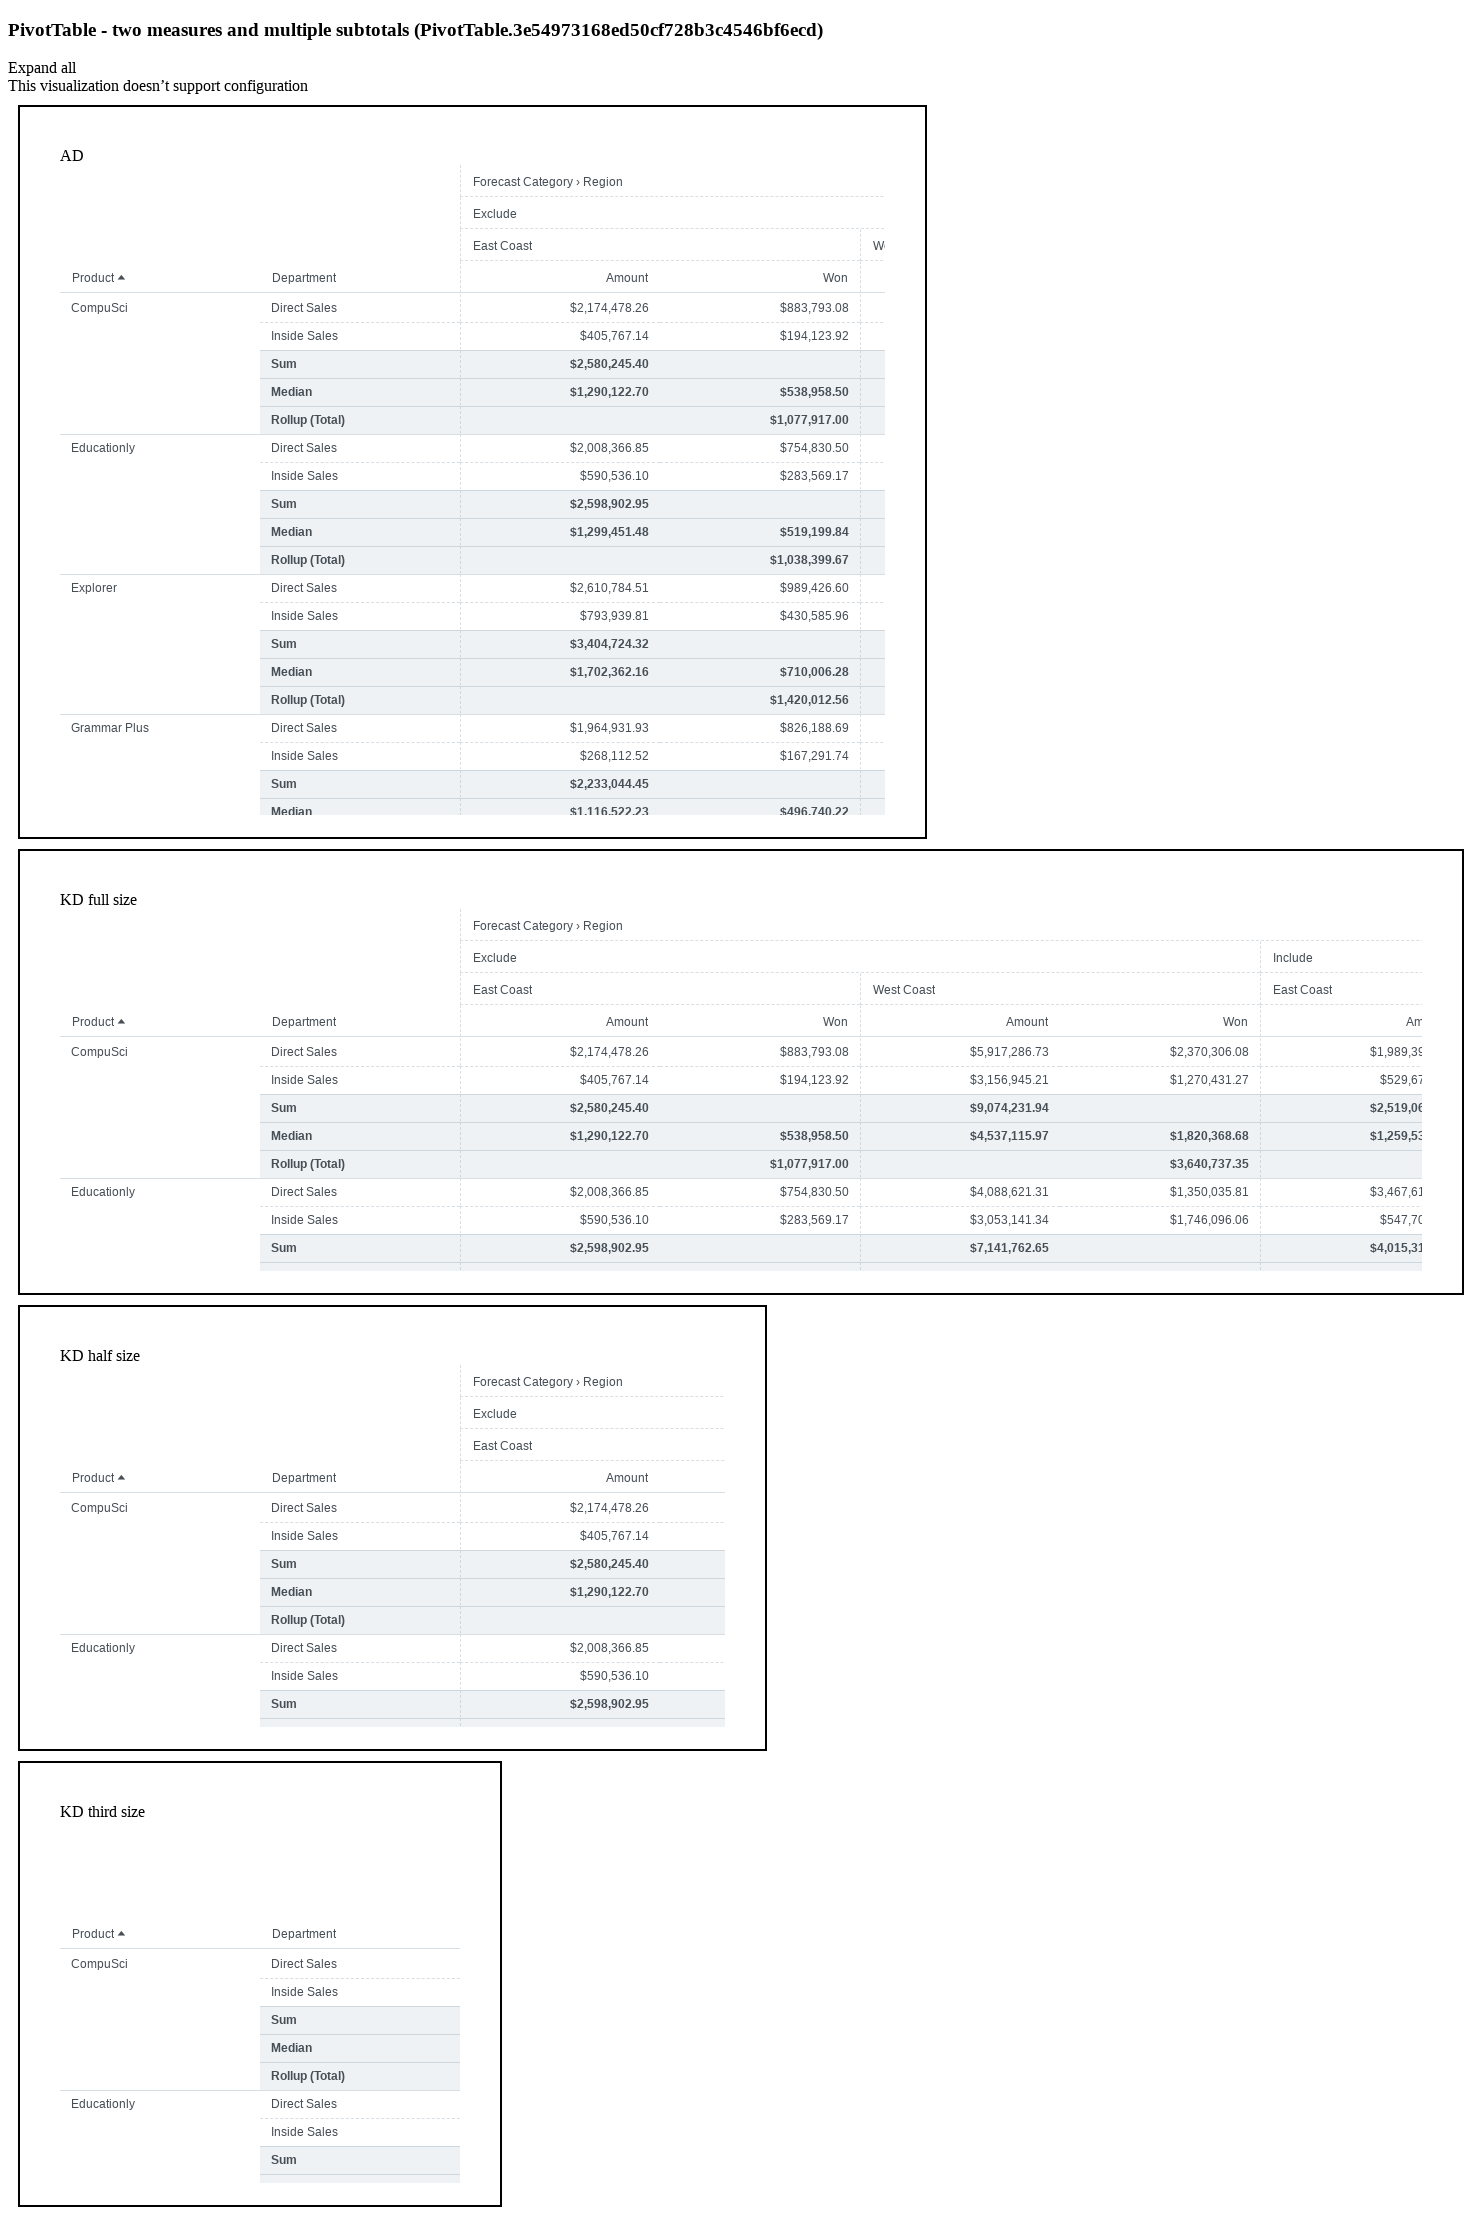 PivotTable - two measures and multiple subtotals (PivotTable.3e54973168ed50cf728b3c4546bf6ecd)
Expand all
This visualization doesn’t support configuration
AD
Forecast Category › Region
Exclude
East Coast
Product Department Amount Won
CompuSci Direct Sales $2,174,478.26 $883,793.08
Inside Sales $405,767.14 $194,123.92
Sum $2,580,245.40
Median $1,290,122.70 $538,958.50
Rollup (Total) $1,077,917.00
Educationly Direct Sales $2,008,366.85 $754,830.50
Inside Sales $590,536.10 $283,569.17
Sum $2,598,902.95
Median $1,299,451.48 $519,199.84
Rollup (Total) $1,038,399.67
Explorer Direct Sales $2,610,784.51 $989,426.60
Inside Sales $793,939.81 $430,585.96
Sum $3,404,724.32
Median $1,702,362.16 $710,006.28
Rollup (Total) $1,420,012.56
Grammar Plus Direct Sales $1,964,931.93 $826,188.69
Inside Sales $268,112.52 $167,291.74
Sum $2,233,044.45
Median $1,116,522.23 $496,740.22
KD full size
Forecast Category › Region
Exclude Include
East Coast West Coast East Coast
Product Department Amount Won Amount Won Am
CompuSci Direct Sales $2,174,478.26 $883,793.08 $5,917,286.73 $2,370,306.08 $1,989,39
Inside Sales $405,767.14 $194,123.92 $3,156,945.21 $1,270,431.27 $529,67
Sum $2,580,245.40 $9,074,231.94 $2,519,06
Median $1,290,122.70 $538,958.50 $4,537,115.97 $1,820,368.68 $1,259,53
Rollup (Total) $1,077,917.00 $3,640,737.35
Educationly Direct Sales $2,008,366.85 $754,830.50 $4,088,621.31 $1,350,035.81 $3,467,61
Inside Sales $590,536.10 $283,569.17 $3,053,141.34 $1,746,096.06 $547,70
Sum $2,598,902.95 $7,141,762.65 $4,015,31
KD half size
Forecast Category › Region
Exclude
East Coast
Product Department Amount
CompuSci Direct Sales $2,174,478.26
Inside Sales $405,767.14
Sum $2,580,245.40
Median $1,290,122.70
Rollup (Total)
Educationly Direct Sales $2,008,366.85
Inside Sales $590,536.10
Sum $2,598,902.95
KD third size
Product Department
CompuSci Direct Sales
Inside Sales
Sum
Median
Rollup (Total)
Educationly Direct Sales
Inside Sales
Sum